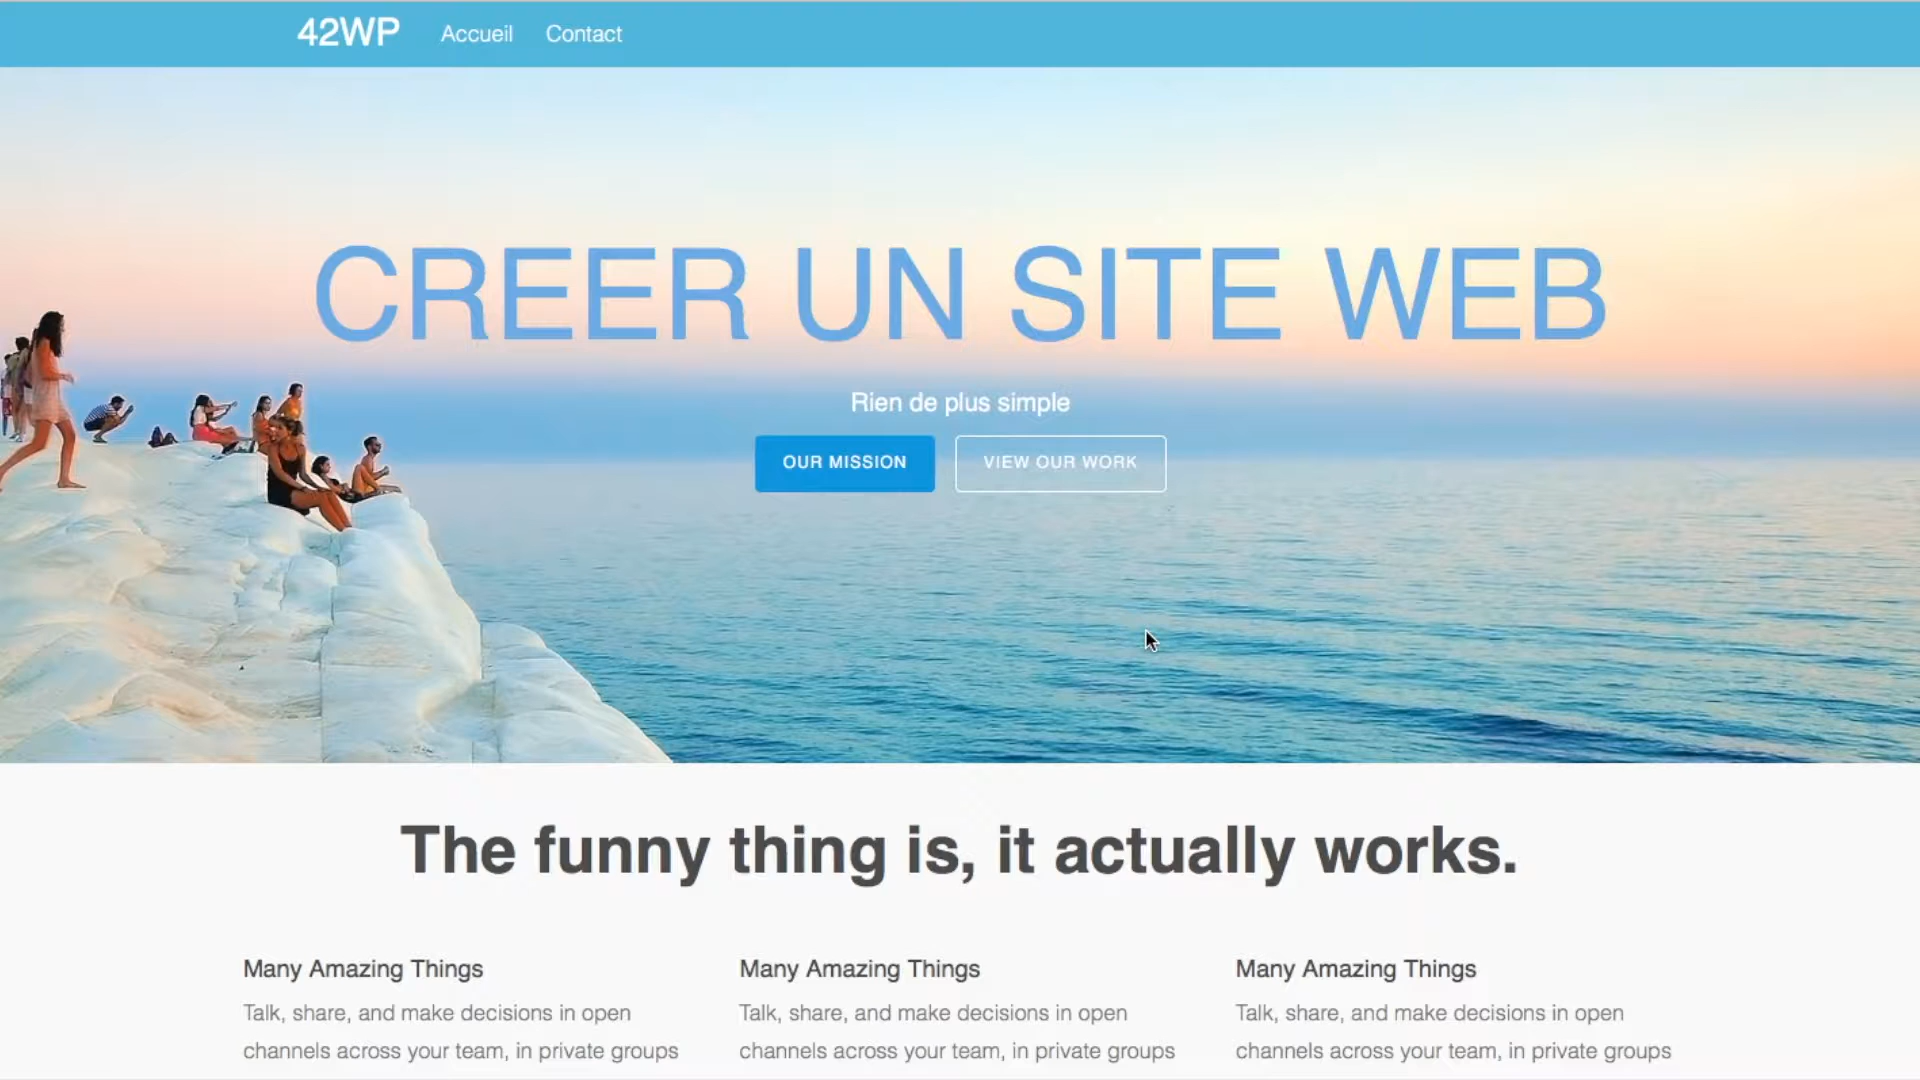 42WP Accueil Contact
CREER UN SITE WEB
Rien de plus simple
OUR MISSION VIEW OUR WORK
The funny thing is, it actually works.
Many Amazing Things
Talk, share, and make decisions in open
channels across your team, in private groups
Many Amazing Things
Talk, share, and make decisions in open
channels across your team, in private groups
Many Amazing Things
Talk, share, and make decisions in open
channels across your team, in private groups